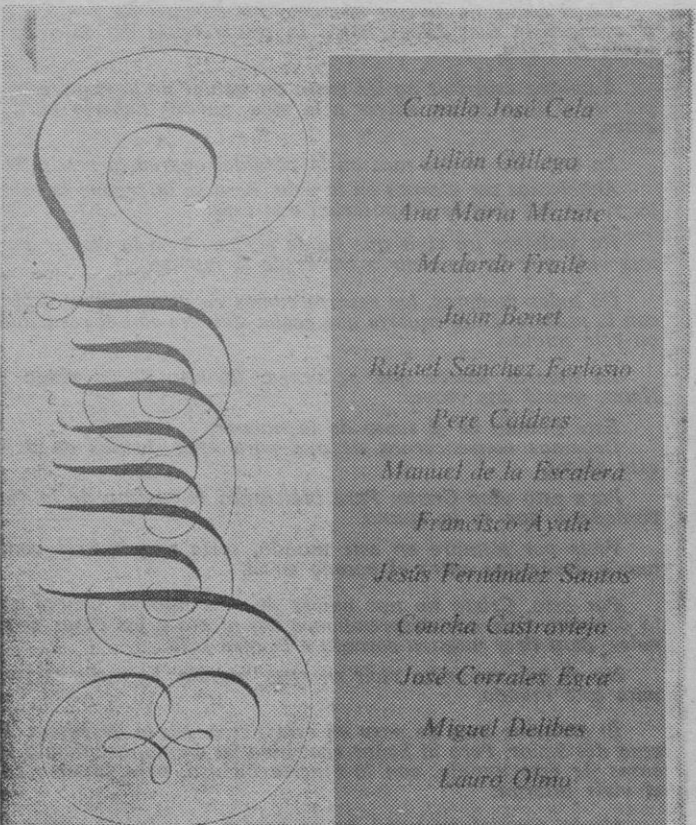 Camilo José Cela
Julián Gállego
Ana María Matute
Medardo Fraile
Juan Bonet
Rafael Sánchez Ferlosio
Pere Calders
Manuel de la Escalera
Francisco Ayala
Jesús Fernández Santos
Concha Castroviejo
José Corrales Egea
Miguel Delibes
Lauro Olmo